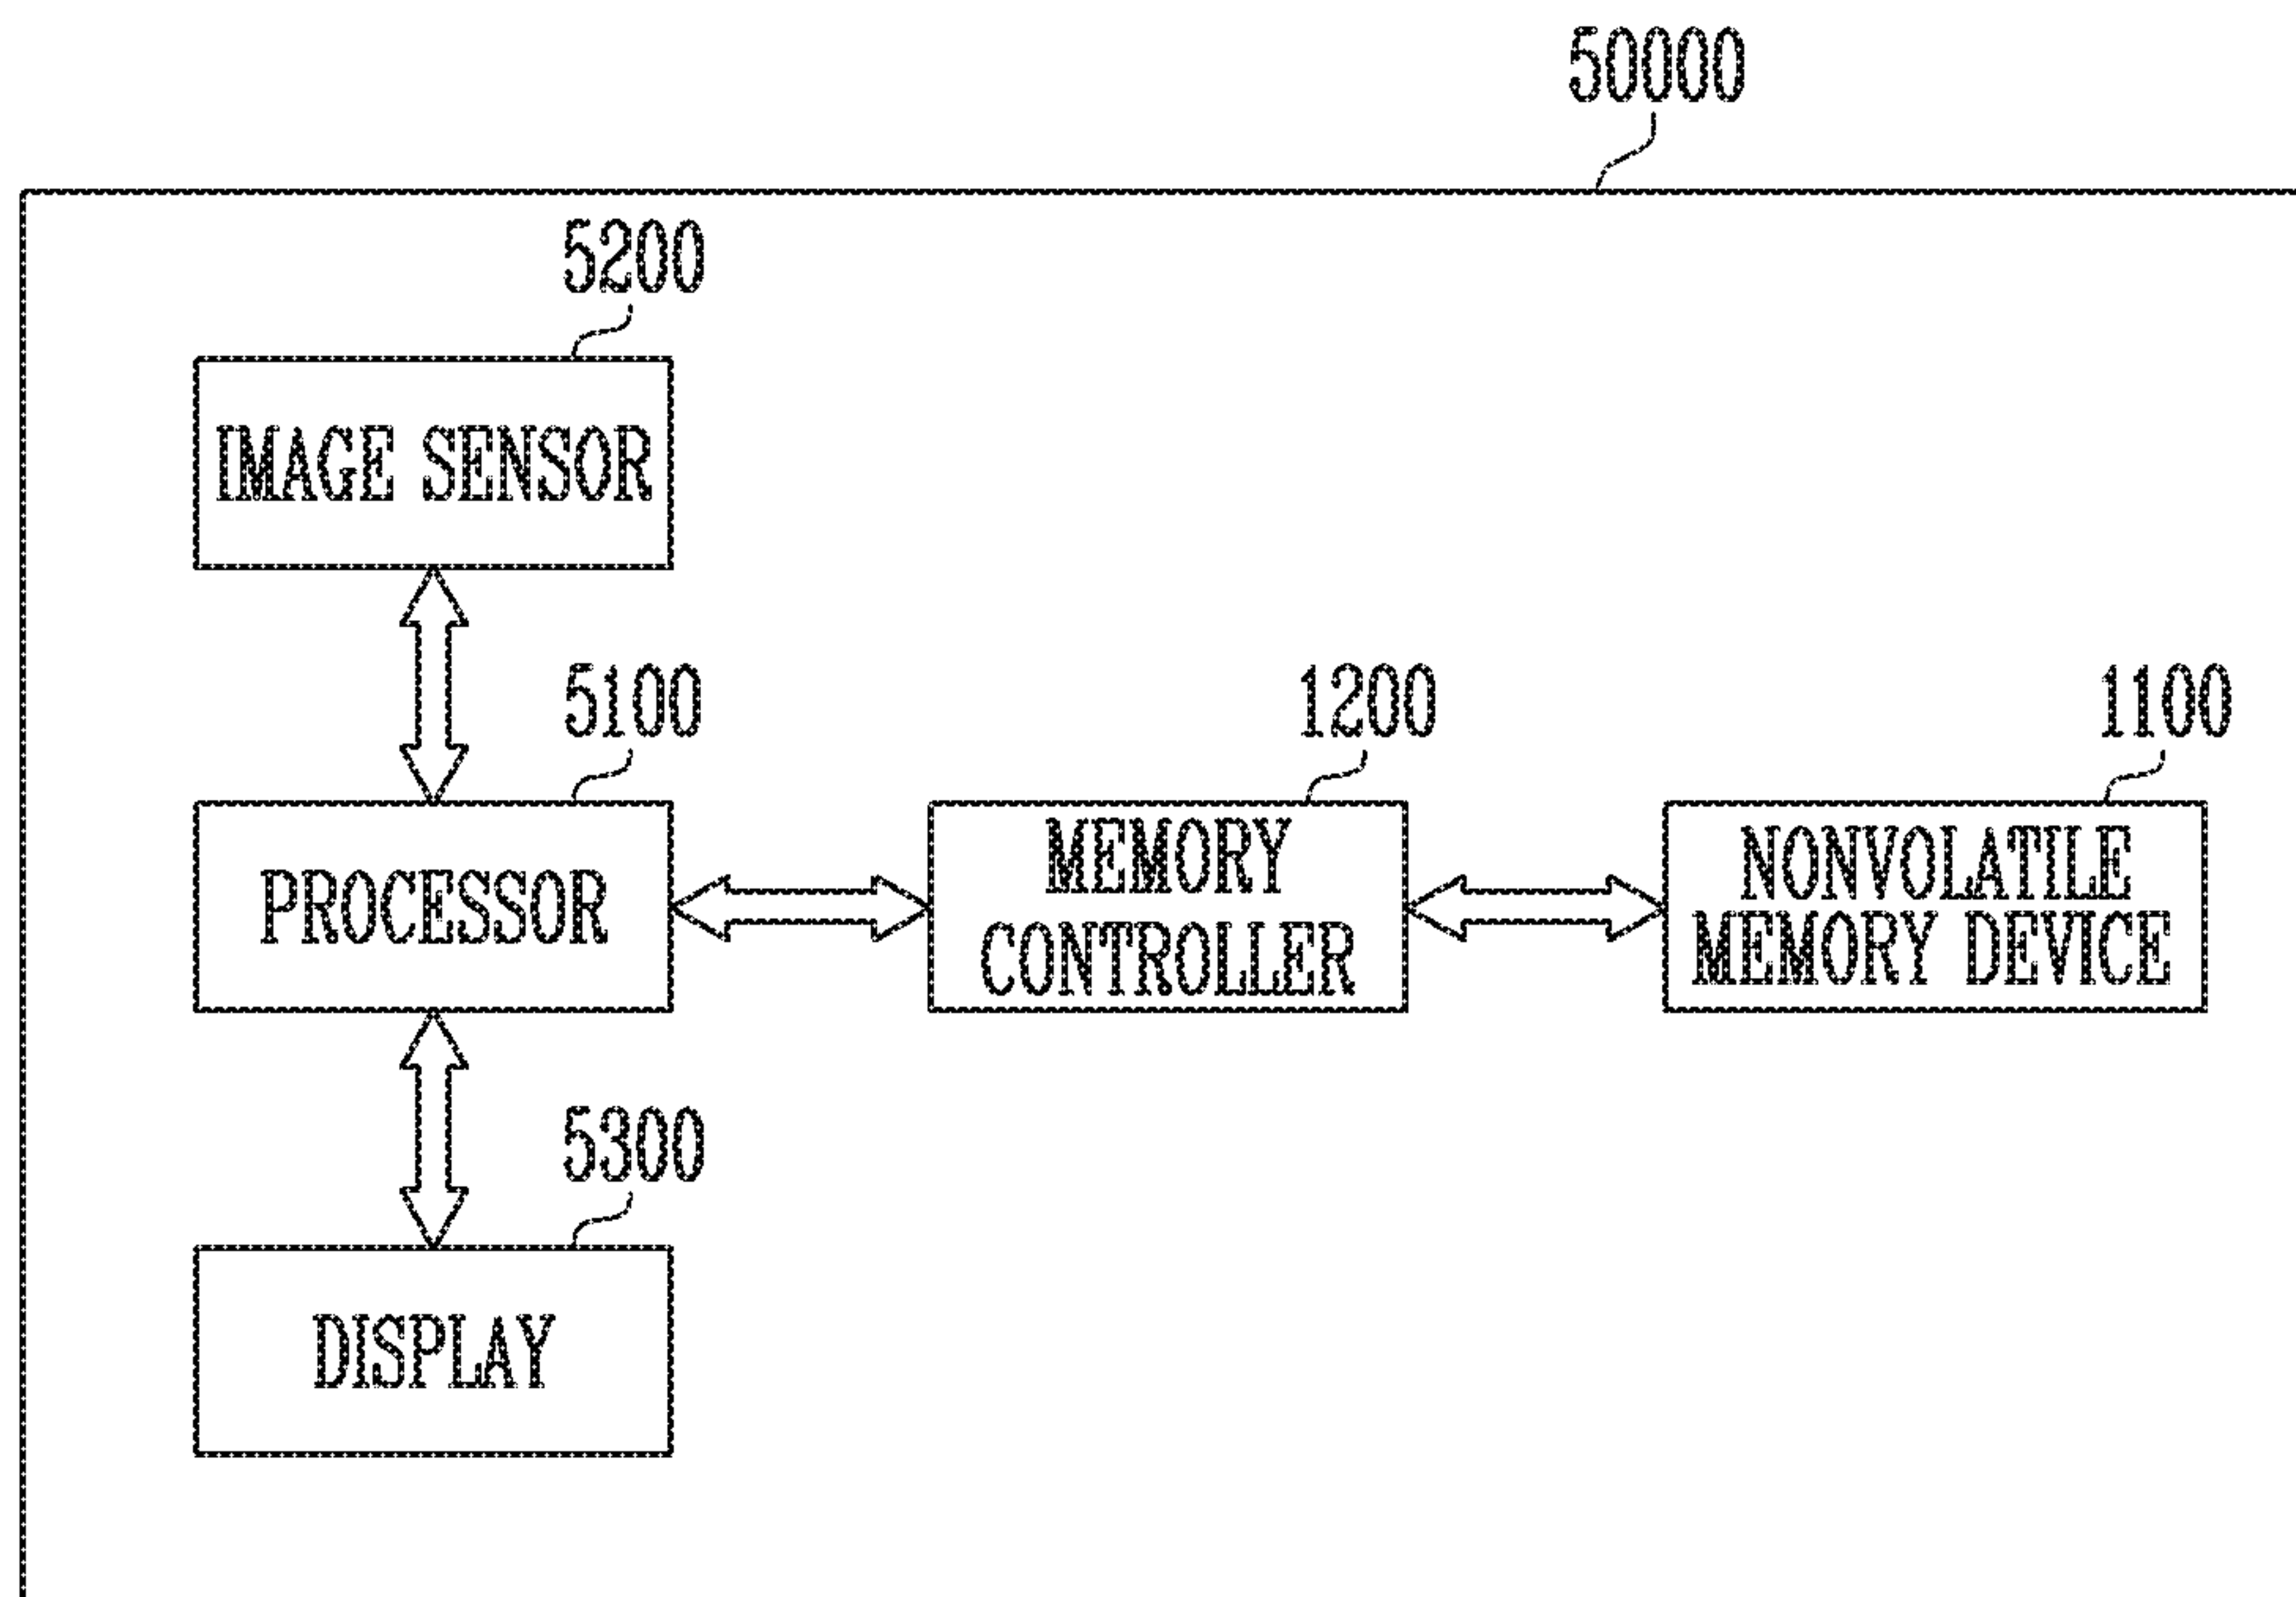 50000
5200
IMAGE SENSOR
5100
PROCESSOR
1200
MEMORY
CONTROLLER
1100
NONVOLATILE
MEMORY DEVICE
5300
DISPLAY